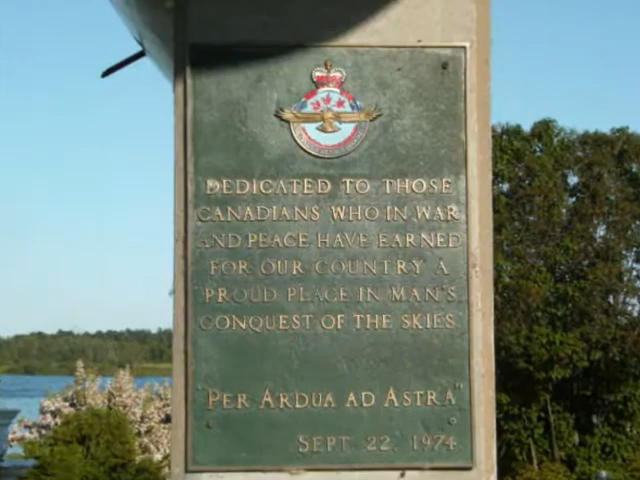 DEDICATED TO THOSE
CANADIANS WHO IN WAR
AND PEACE HAVE EARNED
FOR OUR COUNTRY A
PROUD PLACE IN MAN'S
CONQUEST OF THE SKIES
"PER ARDUA AD ASTRA"
SEPT. 22, 1974